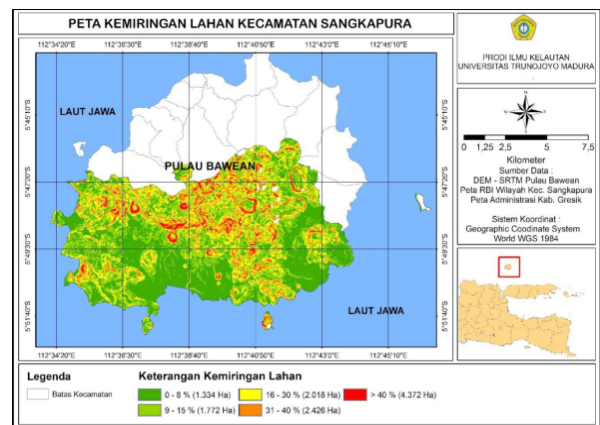 PETA KEMIRINGAN LAHAN KECAMATAN SANGKAPURA
112°34'20"E 112°36'30"E 112°38'40"E 112°40'50"E 112°43'0"E 112°45'10"E
5°45'10"S 5°45'10"S
LAUT JAWA
PULAU BAWEAN
5°47'20"S 5°47'20"S
5°49'30"S 5°49'30"S
LAUT JAWA
5°51'40"S 5°51'40"S
112°34'20"E 112°36'30"E 112°38'40"E 112°40'50"E 112°43'0"E 112°45'10"E
PRODI ILMU KELAUTAN
UNIVERSITAS TRUNOJOYO MADURA
0 1,25 2,5 5 7,5
Kilometer
Sumber Data :
DEM - SRTM Pulau Bawean
Peta RBI Wilayah Kec. Sangkapura
Peta Administrasi Kab. Gresik
Sistem Koordinat :
Geographic Coodinate System
World WGS 1984
Legenda
Batas Kecamatan
Keterangan Kemiringan Lahan
0 - 8 % (1.334 Ha) 16 - 30 % (2.018 Ha) > 40 % (4.372 Ha)
9 - 15 % (1.772 Ha) 31 - 40 % (2.426 Ha)